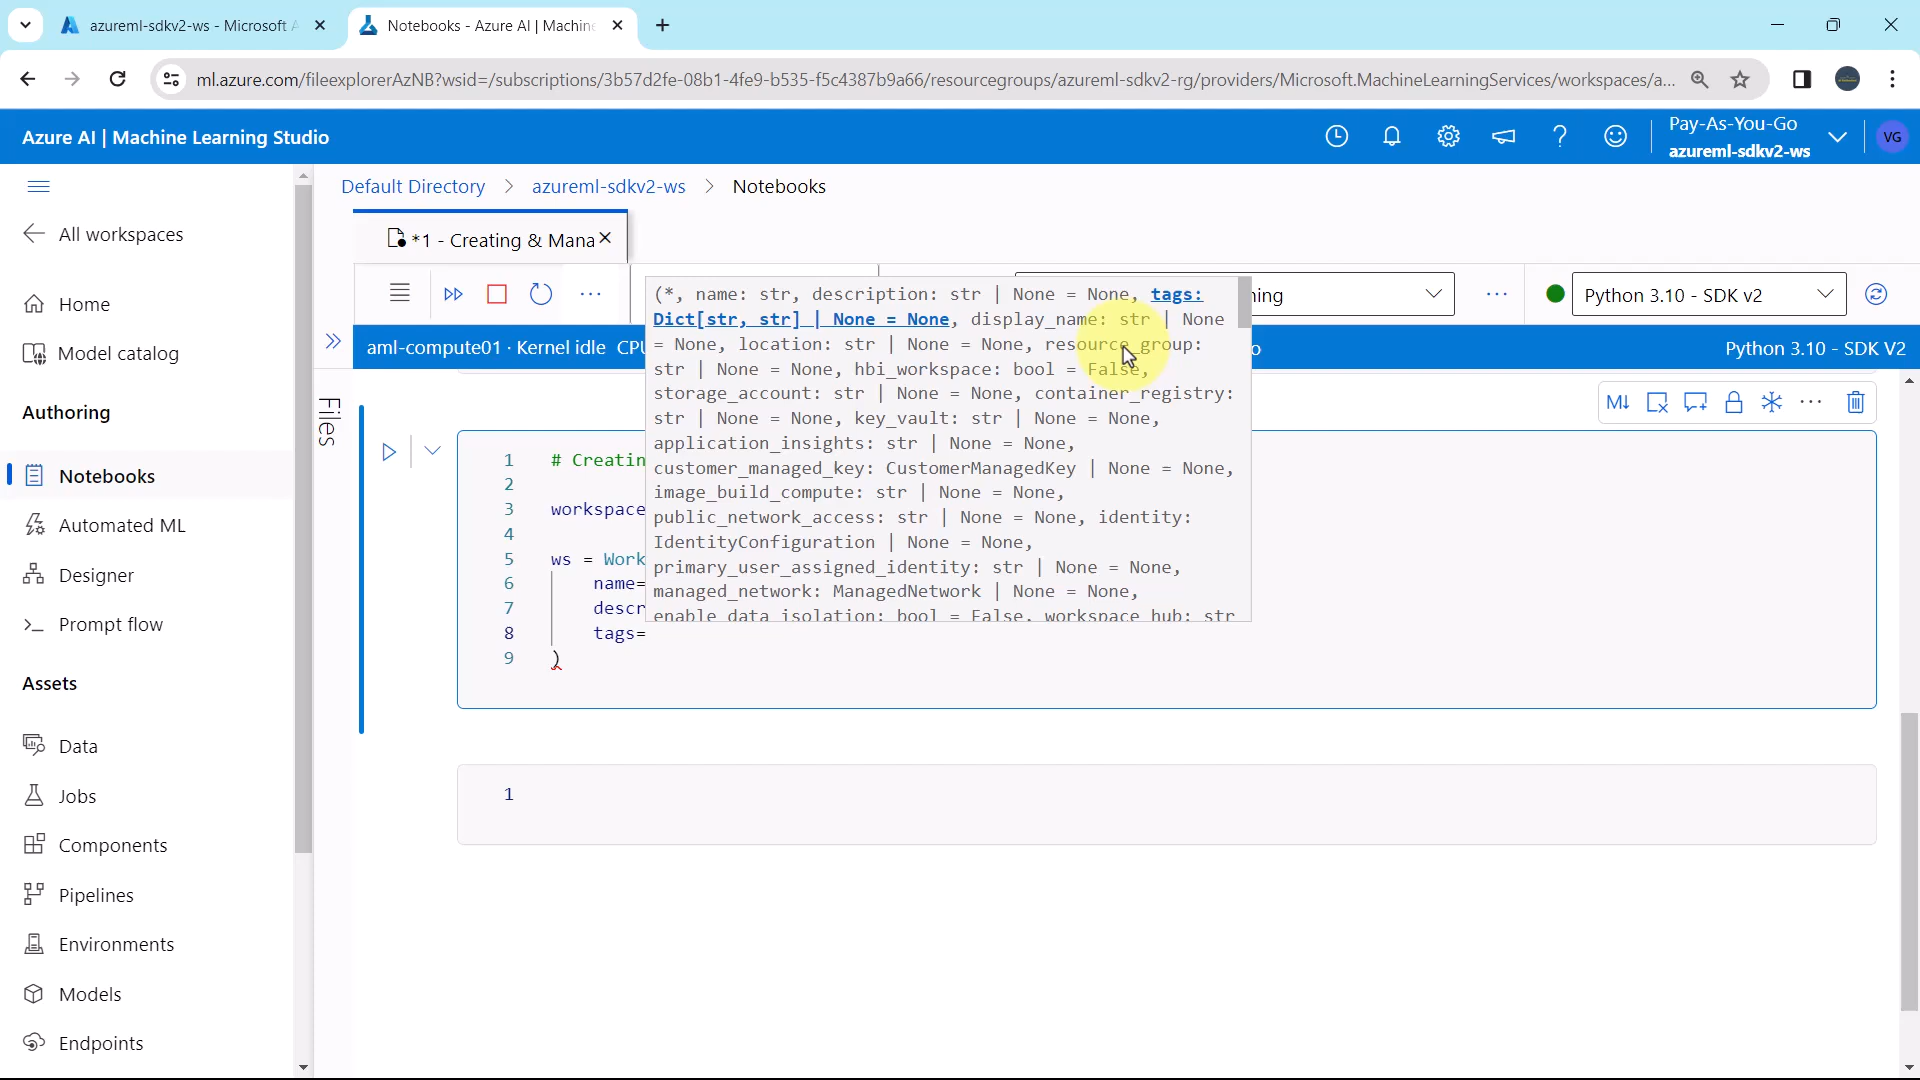 azureml-sdkv2-ws - Microsoft A
Notebooks - Azure AI | Machine
ml.azure.com/fileexplorerAzNB?wsid=/subscriptions/3b57d2fe-08b1-4fe9-b535-f5c4387b9a66/resourcegroups/azureml-sdkv2-rg/providers/Microsoft.MachineLearningServices/workspaces/a...
Azure AI | Machine Learning Studio
Pay-As-You-Go
azureml-sdkv2-ws
VG
Default Directory > azureml-sdkv2-ws > Notebooks
All workspaces
*1 - Creating & Mana
Home
Model catalog
Authoring
Notebooks
Automated ML
Designer
Prompt flow
Assets
Data
Jobs
Components
Pipelines
Environments
Models
Endpoints
Files
ing
Python 3.10 - SDK v2
aml-compute01 · Kernel idle CPU
o
Python 3.10 - SDK V2
(*, name: str, description: str | None = None, tags:
Dict[str, str] | None = None, display_name: str | None
= None, location: str | None = None, resource_group:
str | None = None, hbi_workspace: bool = False,
storage_account: str | None = None, container_registry:
str | None = None, key_vault: str | None = None,
application_insights: str | None = None,
customer_managed_key: CustomerManagedKey | None = None,
image_build_compute: str | None = None,
public_network_access: str | None = None, identity:
IdentityConfiguration | None = None,
primary_user_assigned_identity: str | None = None,
managed_network: ManagedNetwork | None = None,
enable_data_isolation: bool = False, workspace_hub: str
M↓
1 # Creatin
2
3 workspace
4
5 ws = Work
6 name=
7 descr
8 tags=
9 )
1